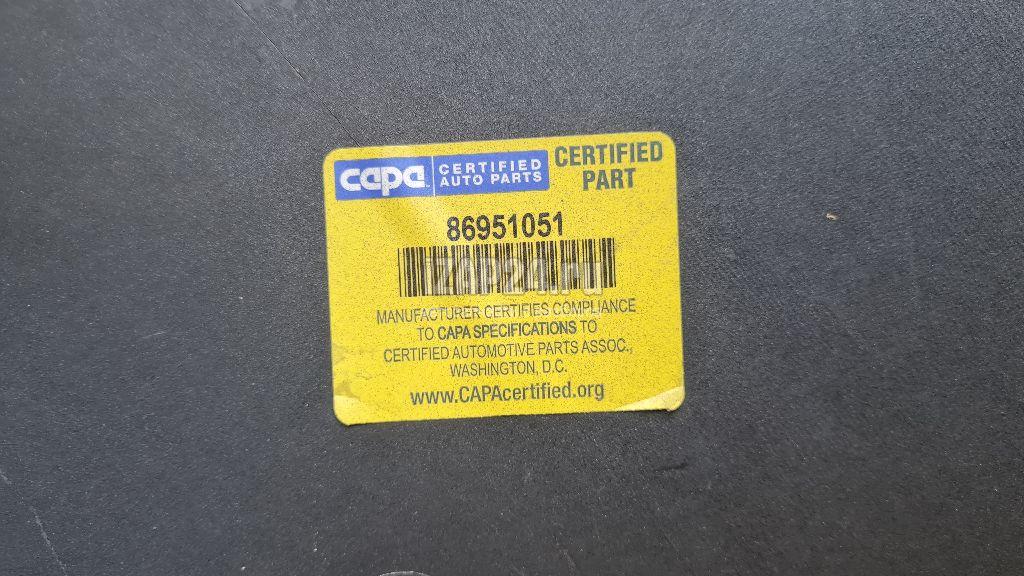 capa CERTIFIED
AUTO PARTS
CERTIFIED
PART
86951051
ZAP24.ru
MANUFACTURER CERTIFIES COMPLIANCE
TO CAPA SPECIFICATIONS TO
CERTIFIED AUTOMOTIVE PARTS ASSOC.,
WASHINGTON, D.C.
www.CAPAcertified.org